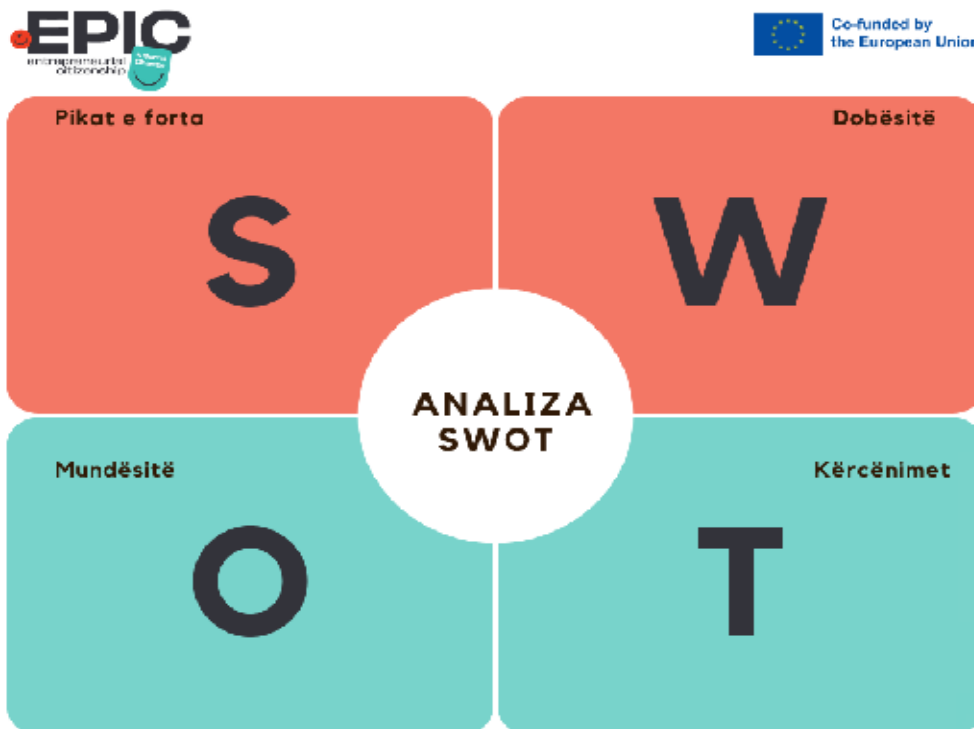 EPIC
entrepreneurial
citizenship
Co-funded by
the European Union
Pikat e forta
Dobësitë
S
W
ANALIZA
SWOT
Mundësitë
Kërcënimet
O
T